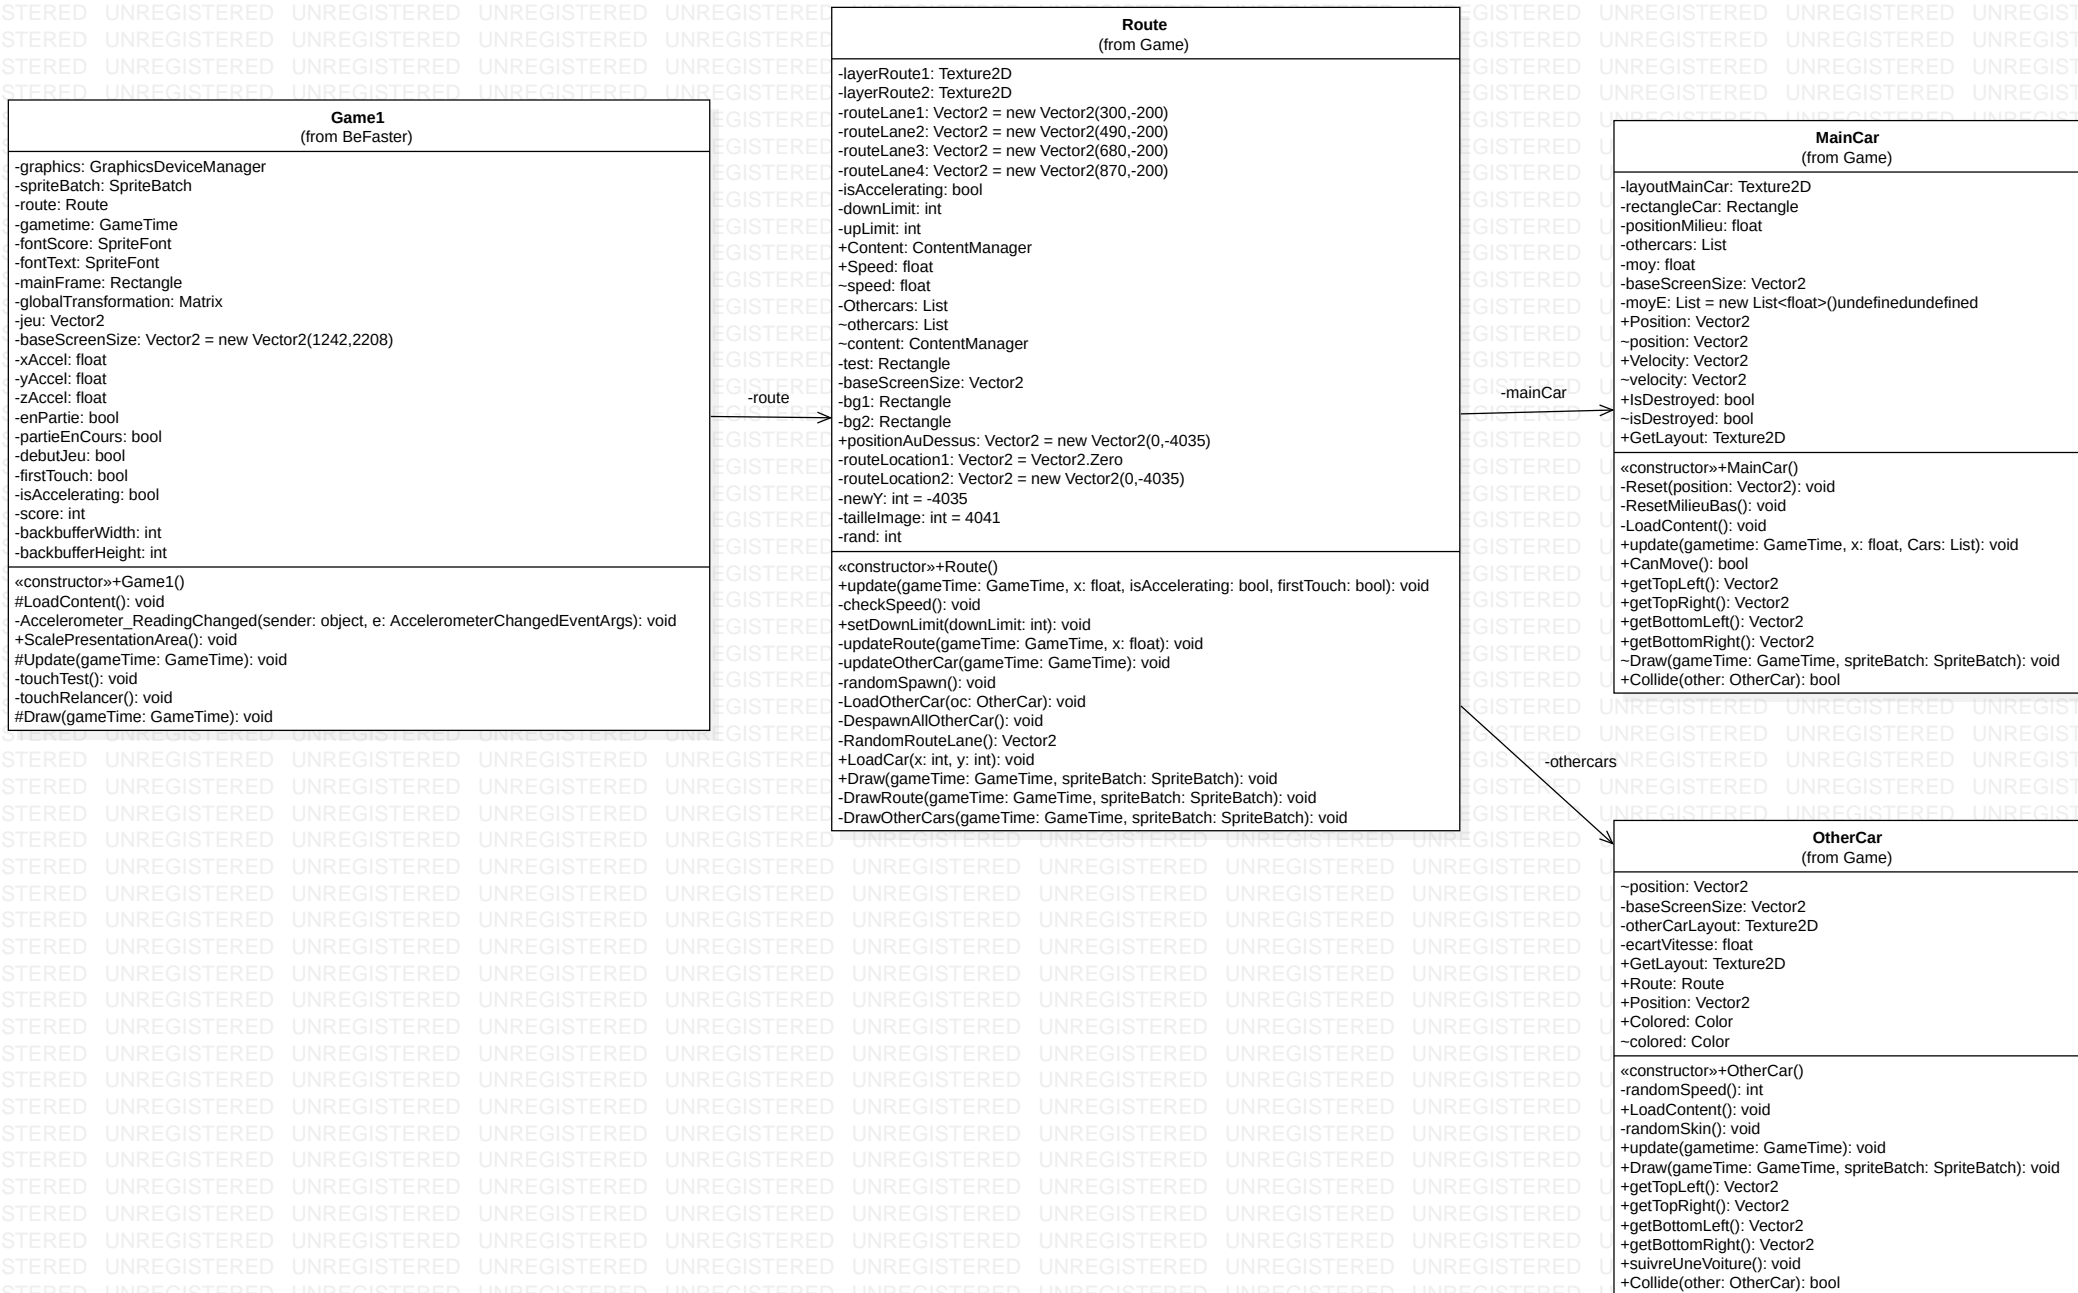 Game1
(from BeFaster)
-graphics: GraphicsDeviceManager
-spriteBatch: SpriteBatch
-route: Route
-gametime: GameTime
-fontScore: SpriteFont
-fontText: SpriteFont
-mainFrame: Rectangle
-globalTransformation: Matrix
-jeu: Vector2
-baseScreenSize: Vector2 = new Vector2(1242,2208)
-xAccel: float
-yAccel: float
-zAccel: float
-enPartie: bool
-partieEnCours: bool
-debutJeu: bool
-firstTouch: bool
-isAccelerating: bool
-score: int
-backbufferWidth: int
-backbufferHeight: int
«constructor»+Game1()
#LoadContent(): void
-Accelerometer_ReadingChanged(sender: object, e: AccelerometerChangedEventArgs): void
+ScalePresentationArea(): void
#Update(gameTime: GameTime): void
-touchTest(): void
-touchRelancer(): void
#Draw(gameTime: GameTime): void
-route
Route
(from Game)
-layerRoute1: Texture2D
-layerRoute2: Texture2D
-routeLane1: Vector2 = new Vector2(300,-200)
-routeLane2: Vector2 = new Vector2(490,-200)
-routeLane3: Vector2 = new Vector2(680,-200)
-routeLane4: Vector2 = new Vector2(870,-200)
-isAccelerating: bool
-downLimit: int
-upLimit: int
+Content: ContentManager
+Speed: float
~speed: float
-Othercars: List
~othercars: List
~content: ContentManager
-test: Rectangle
-baseScreenSize: Vector2
-bg1: Rectangle
-bg2: Rectangle
+positionAuDessus: Vector2 = new Vector2(0,-4035)
-routeLocation1: Vector2 = Vector2.Zero
-routeLocation2: Vector2 = new Vector2(0,-4035)
-newY: int = -4035
-tailleImage: int = 4041
-rand: int
«constructor»+Route()
+update(gameTime: GameTime, x: float, isAccelerating: bool, firstTouch: bool): void
-checkSpeed(): void
+setDownLimit(downLimit: int): void
-updateRoute(gameTime: GameTime, x: float): void
-updateOtherCar(gameTime: GameTime): void
-randomSpawn(): void
-LoadOtherCar(oc: OtherCar): void
-DespawnAllOtherCar(): void
-RandomRouteLane(): Vector2
+LoadCar(x: int, y: int): void
+Draw(gameTime: GameTime, spriteBatch: SpriteBatch): void
-DrawRoute(gameTime: GameTime, spriteBatch: SpriteBatch): void
-DrawOtherCars(gameTime: GameTime, spriteBatch: SpriteBatch): void
-mainCar
-othercars
MainCar
(from Game)
-layoutMainCar: Texture2D
-rectangleCar: Rectangle
-positionMilieu: float
-othercars: List
-moy: float
-baseScreenSize: Vector2
-moyE: List = new List<float>()undefinedundefined
+Position: Vector2
~position: Vector2
+Velocity: Vector2
~velocity: Vector2
+IsDestroyed: bool
~isDestroyed: bool
+GetLayout: Texture2D
«constructor»+MainCar()
-Reset(position: Vector2): void
-ResetMilieuBas(): void
-LoadContent(): void
+update(gametime: GameTime, x: float, Cars: List): void
+CanMove(): bool
+getTopLeft(): Vector2
+getTopRight(): Vector2
+getBottomLeft(): Vector2
+getBottomRight(): Vector2
~Draw(gameTime: GameTime, spriteBatch: SpriteBatch): void
+Collide(other: OtherCar): bool
OtherCar
(from Game)
~position: Vector2
-baseScreenSize: Vector2
-otherCarLayout: Texture2D
-ecartVitesse: float
+GetLayout: Texture2D
+Route: Route
+Position: Vector2
+Colored: Color
~colored: Color
«constructor»+OtherCar()
-randomSpeed(): int
+LoadContent(): void
-randomSkin(): void
+update(gametime: GameTime): void
+Draw(gameTime: GameTime, spriteBatch: SpriteBatch): void
+getTopLeft(): Vector2
+getTopRight(): Vector2
+getBottomLeft(): Vector2
+getBottomRight(): Vector2
+suivreUneVoiture(): void
+Collide(other: OtherCar): bool